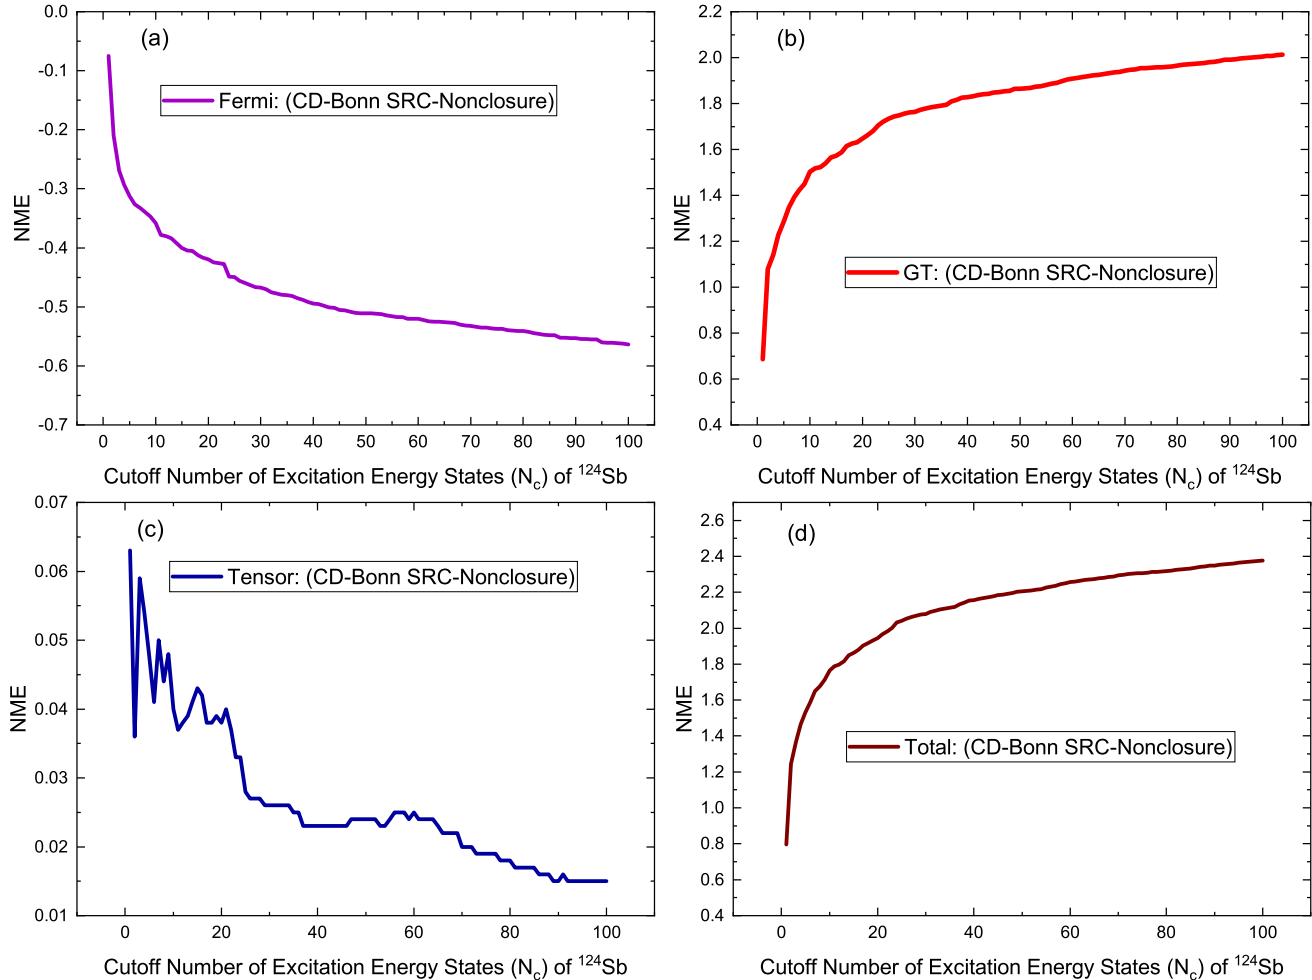 (a)
Fermi: (CD-Bonn SRC-Nonclosure)
NME
0.0
-0.1
-0.2
-0.3
-0.4
-0.5
-0.6
-0.7
0 10 20 30 40 50 60 70 80 90 100
Cutoff Number of Excitation Energy States (N_c) of ^124Sb
(b)
GT: (CD-Bonn SRC-Nonclosure)
NME
2.2
2.0
1.8
1.6
1.4
1.2
1.0
0.8
0.6
0.4
0 10 20 30 40 50 60 70 80 90 100
Cutoff Number of Excitation Energy States (N_c) of ^124Sb
(c)
Tensor: (CD-Bonn SRC-Nonclosure)
NME
0.07
0.06
0.05
0.04
0.03
0.02
0.01
0 20 40 60 80 100
Cutoff Number of Excitation Energy States (N_c) of ^124Sb
(d)
Total: (CD-Bonn SRC-Nonclosure)
NME
2.6
2.4
2.2
2.0
1.8
1.6
1.4
1.2
1.0
0.8
0.6
0.4
0 20 40 60 80 100
Cutoff Number of Excitation Energy States (N_c) of ^124Sb